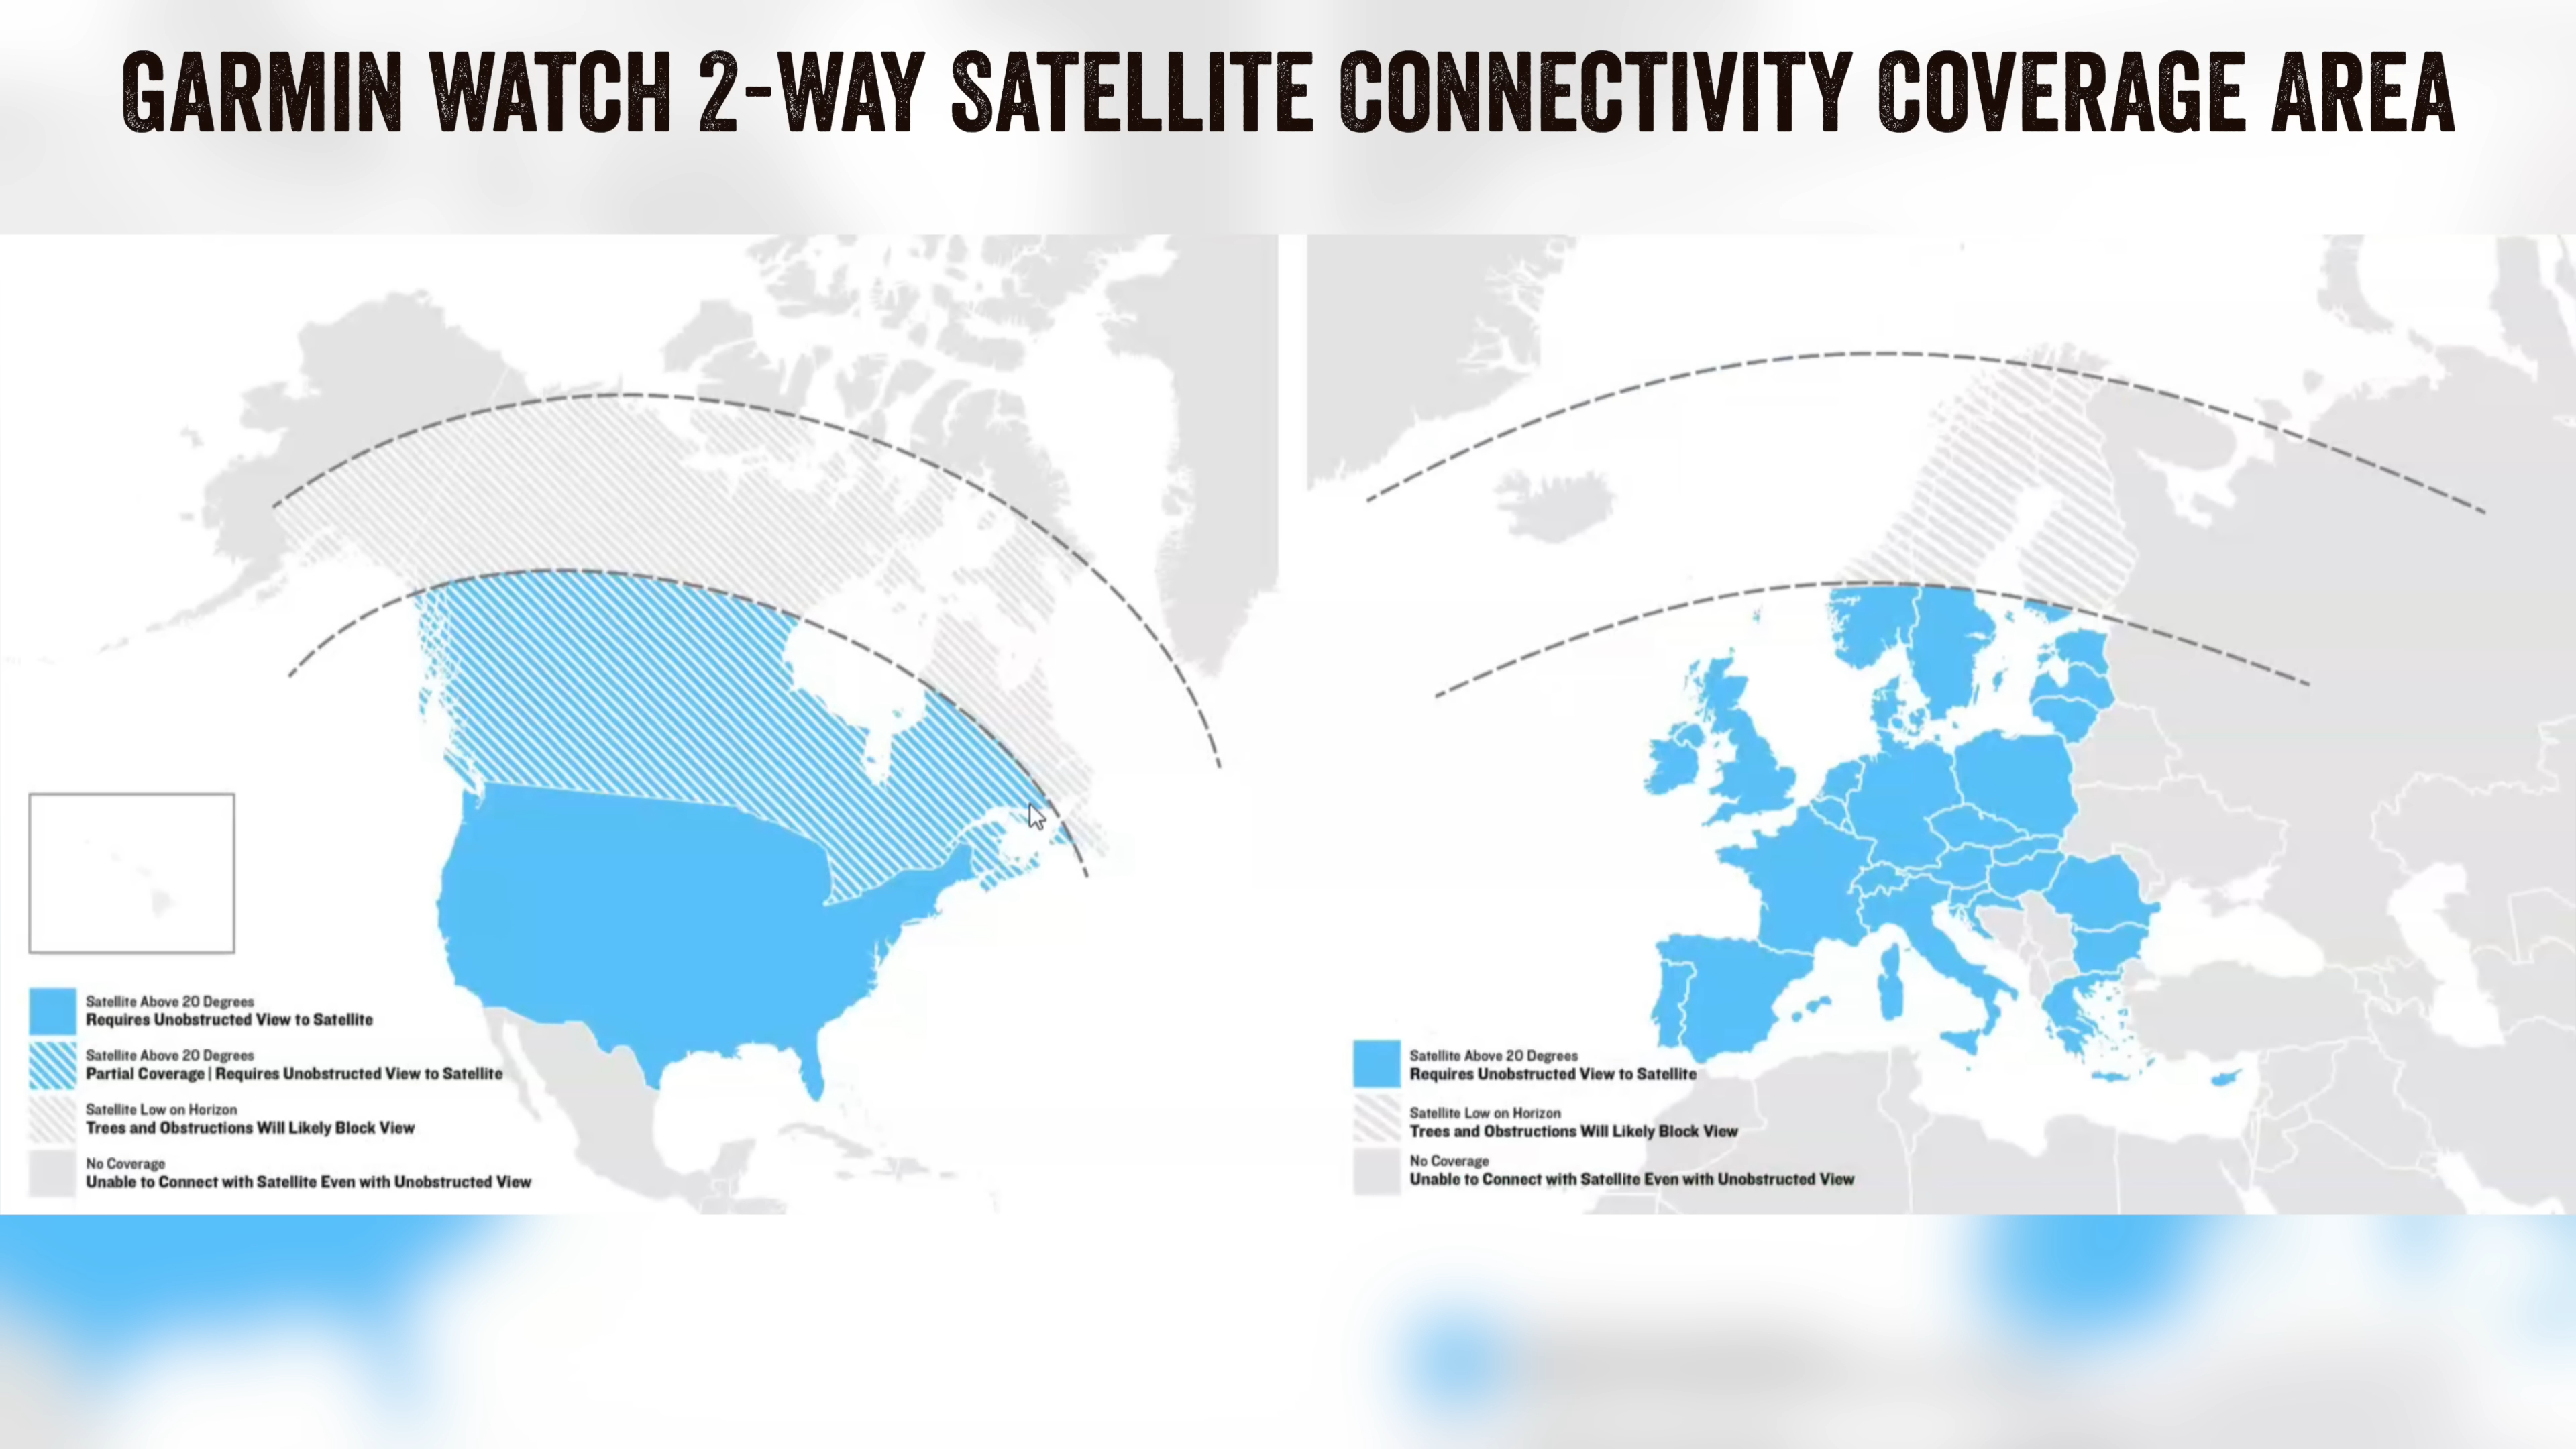 GARMIN WATCH 2-WAY SATELLITE CONNECTIVITY COVERAGE AREA
Satellite Above 20 Degrees
Requires Unobstructed View to Satellite
Satellite Above 20 Degrees
Partial Coverage | Requires Unobstructed View to Satellite
Satellite Low on Horizon
Trees and Obstructions Will Likely Block View
No Coverage
Unable to Connect with Satellite Even with Unobstructed View
Satellite Above 20 Degrees
Requires Unobstructed View to Satellite
Satellite Low on Horizon
Trees and Obstructions Will Likely Block View
No Coverage
Unable to Connect with Satellite Even with Unobstructed View